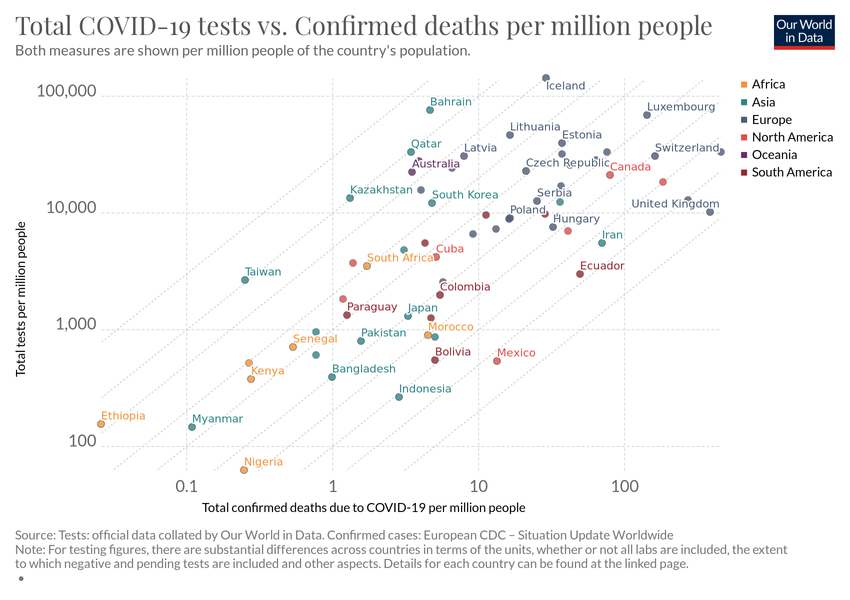 Total COVID-19 tests vs. Confirmed deaths per million people
Both measures are shown per million people of the country's population.
Our World
in Data
Africa
Asia
Europe
North America
Oceania
South America
Total tests per million people
100,000
10,000
1,000
100
Iceland
Bahrain
Luxembourg
Lithuania
Estonia
Qatar
Latvia
Switzerland
Australia
Czech Republic
Canada
Kazakhstan
South Korea
Serbia
United Kingdom
Poland
Hungary
Iran
Cuba
South Africa
Ecuador
Taiwan
Colombia
Paraguay
Japan
Morocco
Senegal
Pakistan
Bolivia
Mexico
Kenya
Bangladesh
Indonesia
Ethiopia
Myanmar
Nigeria
0.1
1
10
100
Total confirmed deaths due to COVID-19 per million people
Source: Tests: official data collated by Our World in Data. Confirmed cases: European CDC – Situation Update Worldwide
Note: For testing figures, there are substantial differences across countries in terms of the units, whether or not all labs are included, the extent
to which negative and pending tests are included and other aspects. Details for each country can be found at the linked page.